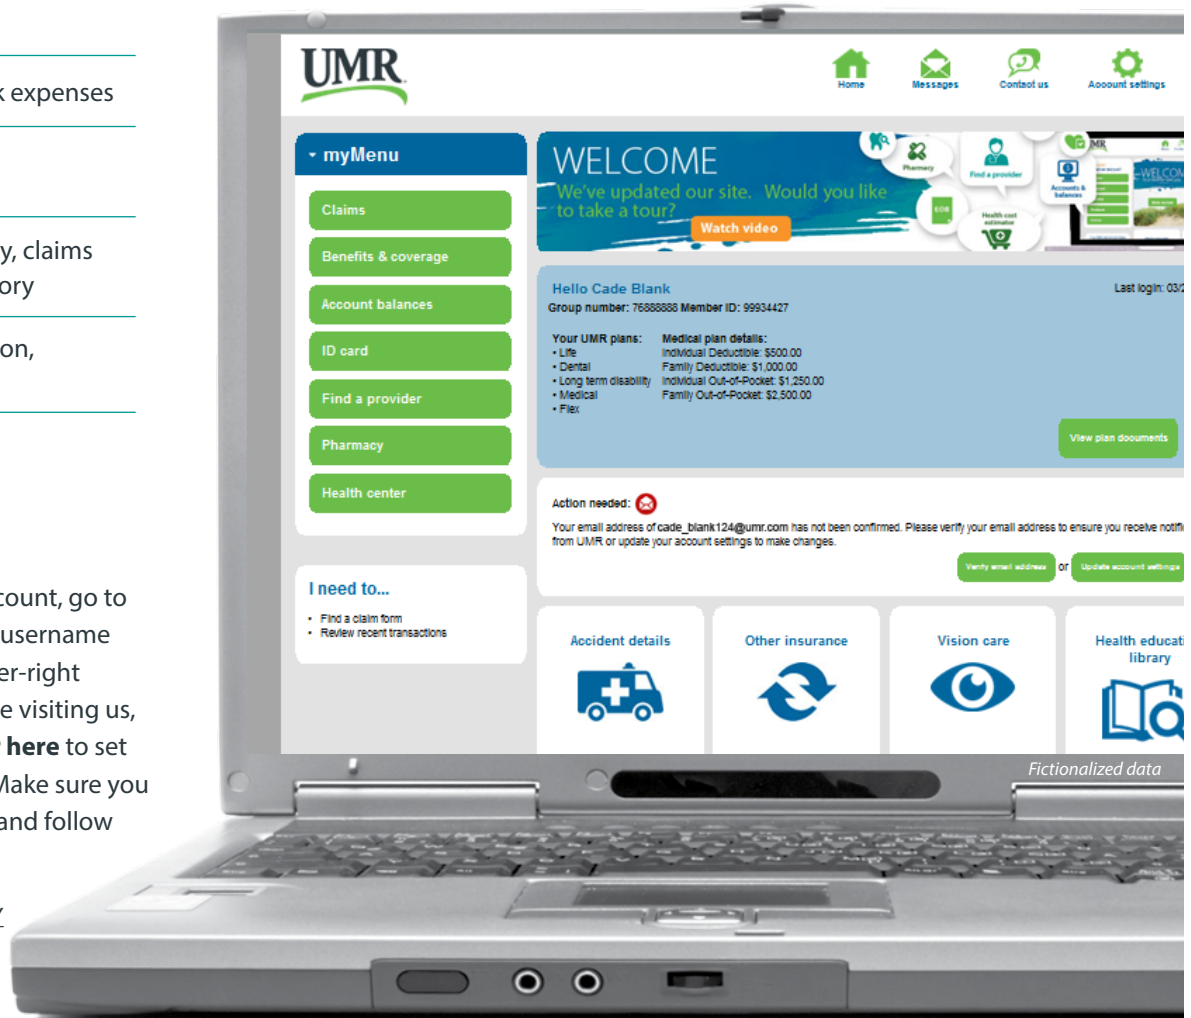 k expenses
y, claims
ory
on,
count, go to
username
er-right
e visiting us,
here to set
Make sure you
and follow
UMR
Home
Messages
Contact us
Account settings
myMenu
Claims
Benefits & coverage
Account balances
ID card
Find a provider
Pharmacy
Health center
I need to...
• Find a claim form
• Review recent transactions
WELCOME
We've updated our site. Would you like
to take a tour?
Watch video
Pharmacy
Find a provider
Accounts &
balances
EOB
Health cost
estimator
UMR
WELCOM
Hello Cade Blank
Last login: 03/2
Group number: 76888888 Member ID: 99934427
Your UMR plans:
• Life
• Dental
• Long term disability
• Medical
• Flex
Medical plan details:
Individual Deductible: $500.00
Family Deductible: $1,000.00
Individual Out-of-Pocket: $1,250.00
Family Out-of-Pocket: $2,500.00
View plan documents
Action needed:
Your email address of cade_blank124@umr.com has not been confirmed. Please verify your email address to ensure you receive notific
from UMR or update your account settings to make changes.
Verify email address or Update account settings
Accident details
Other insurance
Vision care
Health educati
library
Fictionalized data